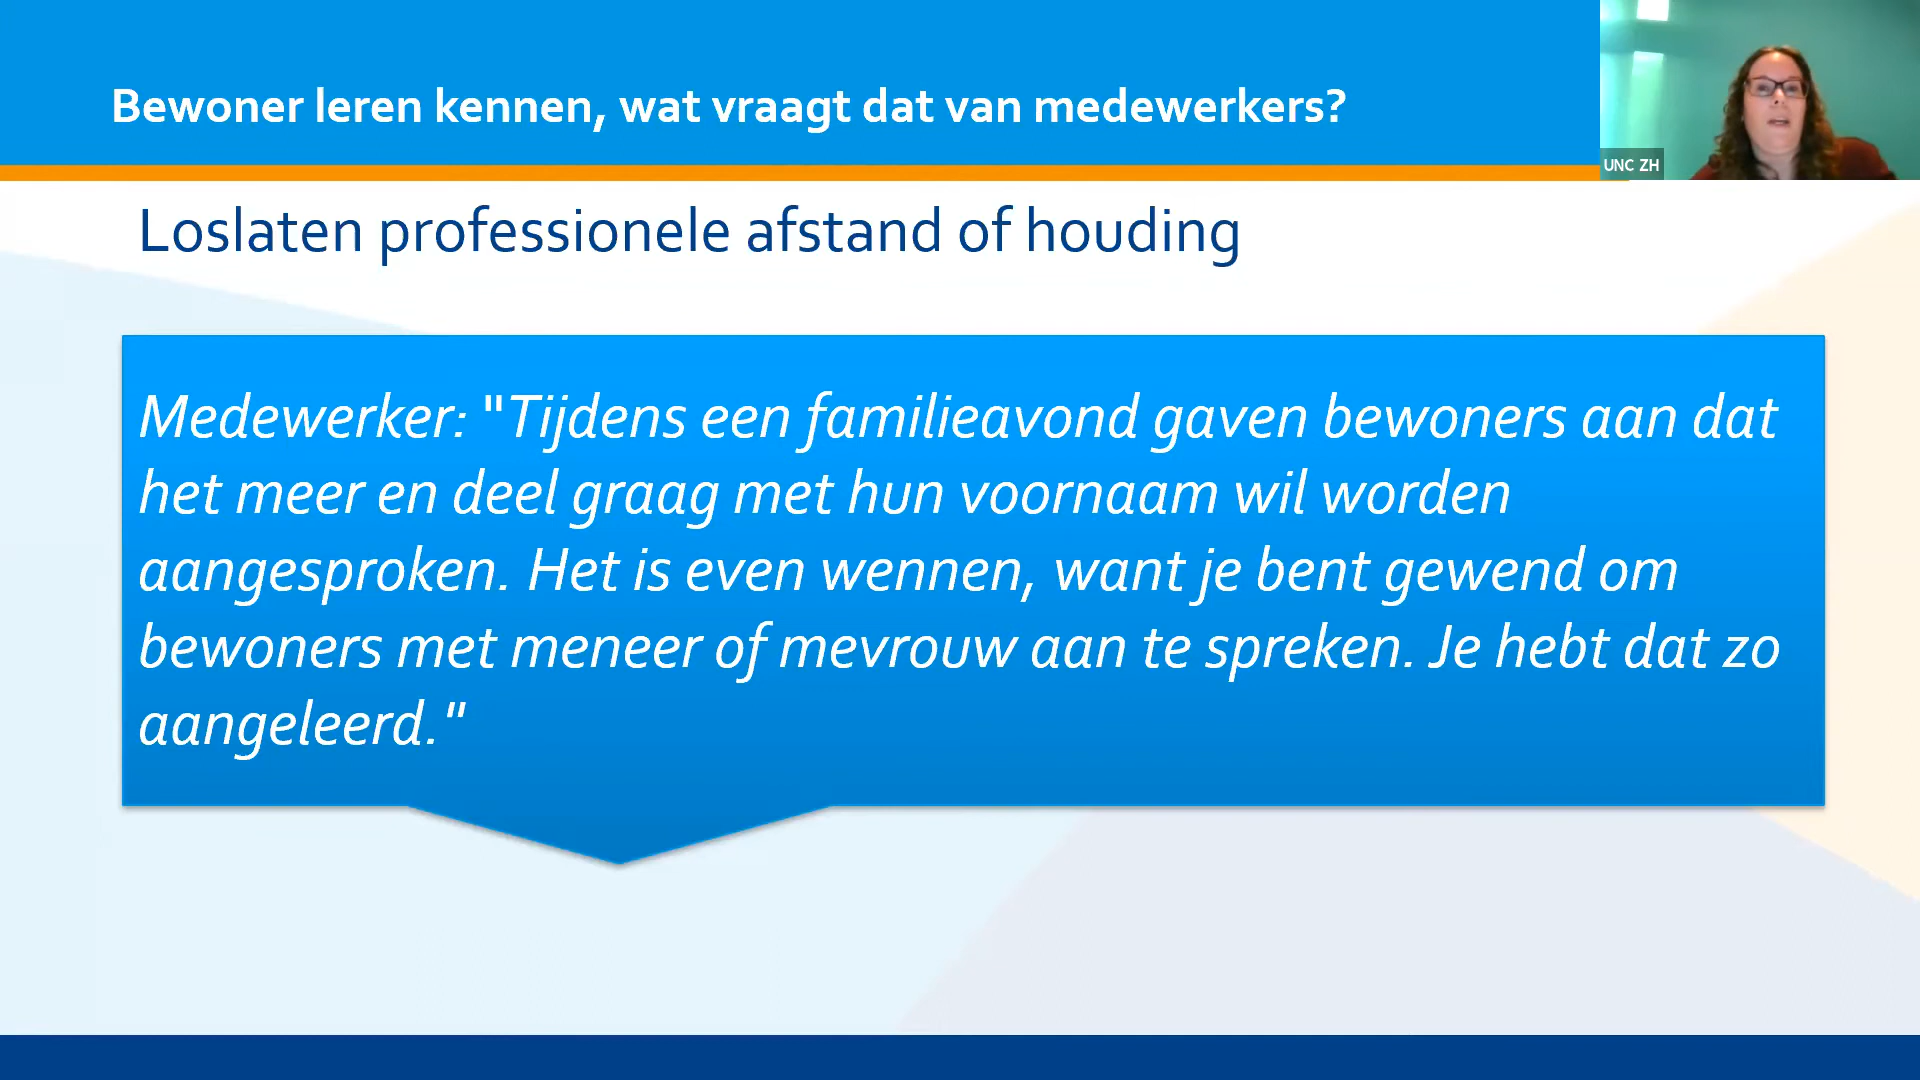 Bewoner leren kennen, wat vraagt dat van medewerkers?
UNC ZH
Loslaten professionele afstand of houding
Medewerker: "Tijdens een familieavond gaven bewoners aan dat
het meer en deel graag met hun voornaam wil worden
aangesproken. Het is even wennen, want je bent gewend om
bewoners met meneer of mevrouw aan te spreken. Je hebt dat zo
aangeleerd."